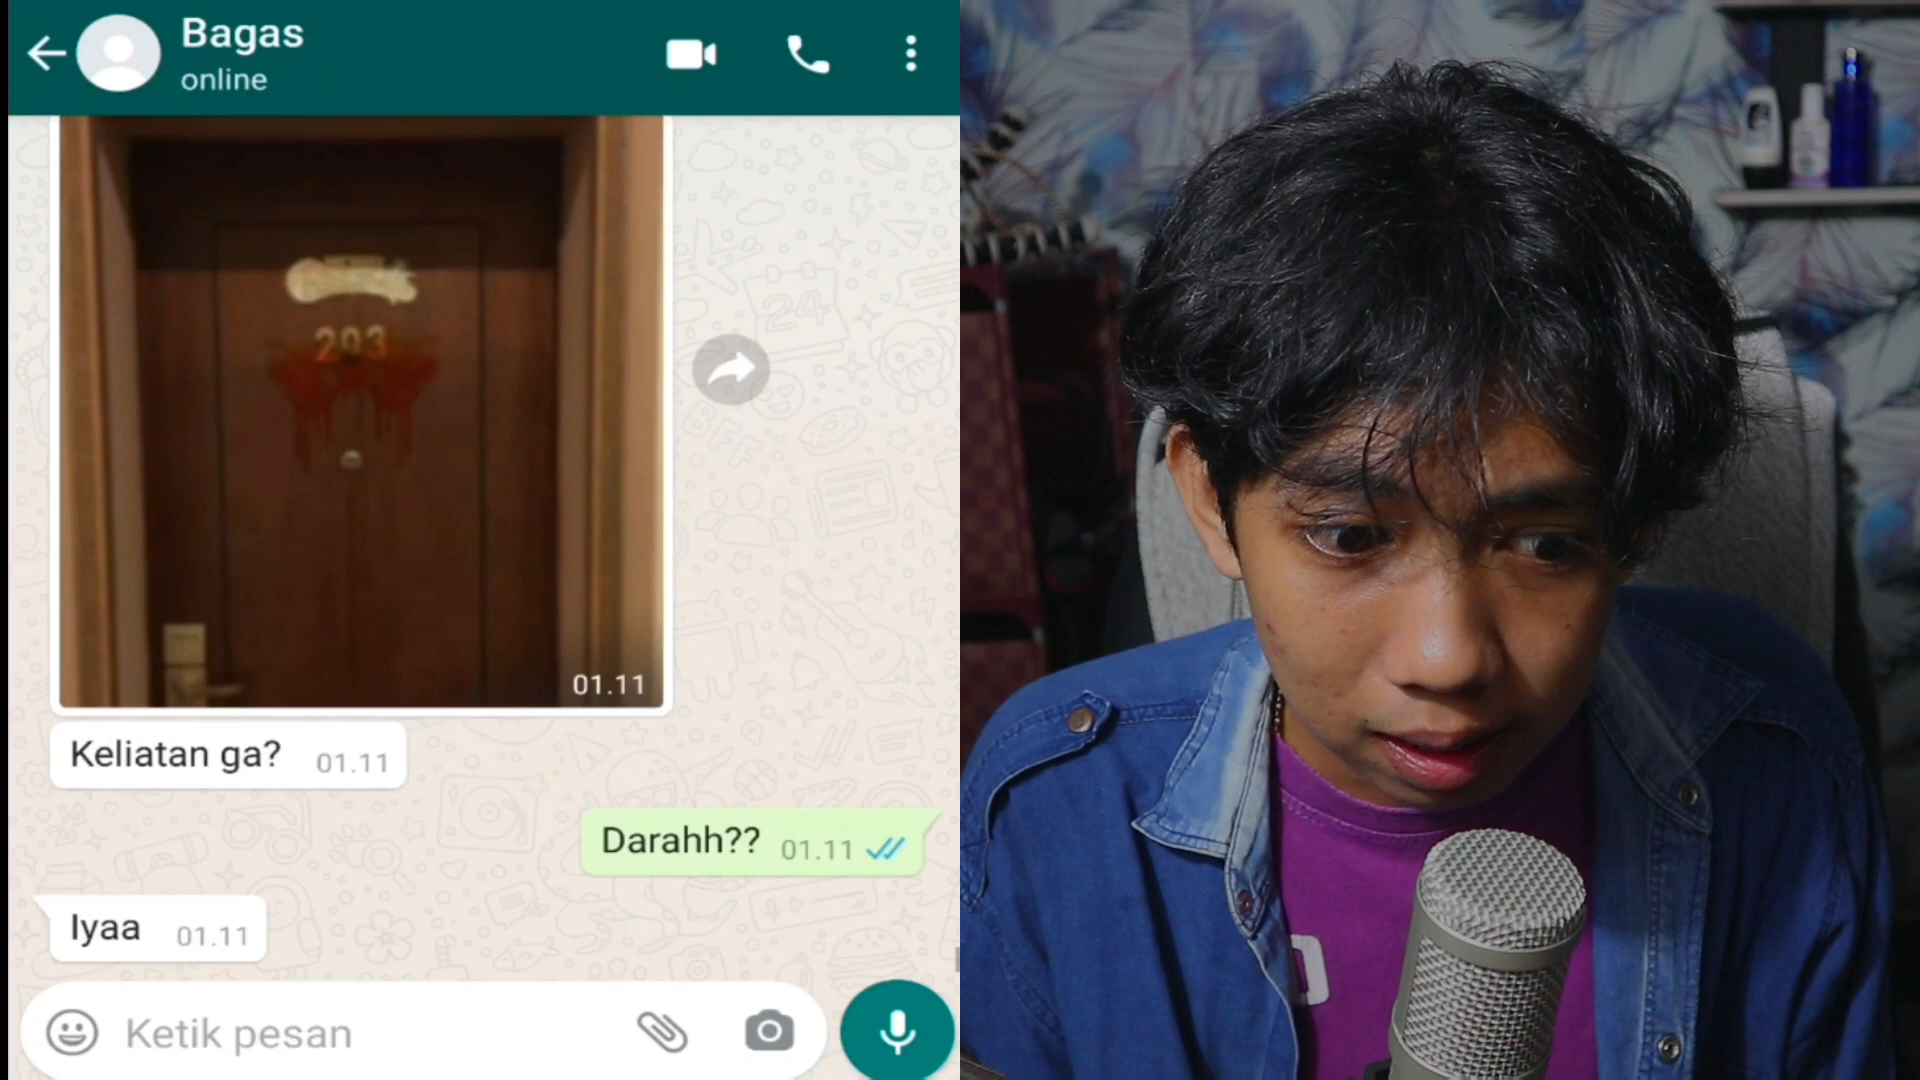 Bagas
online
203
01.11
Keliatan ga? 01.11
Darahh?? 01.11
Iyaa 01.11
Ketik pesan